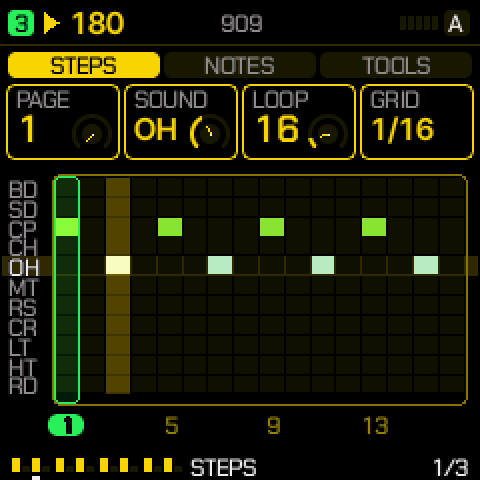 3 180 909 A
STEPS NOTES TOOLS
PAGE SOUND LOOP GRID
1 OH 16 1/16
BD
SD
CP
CH
OH
MT
RS
CR
LT
HT
RD
1 5 9 13
STEPS 1/3